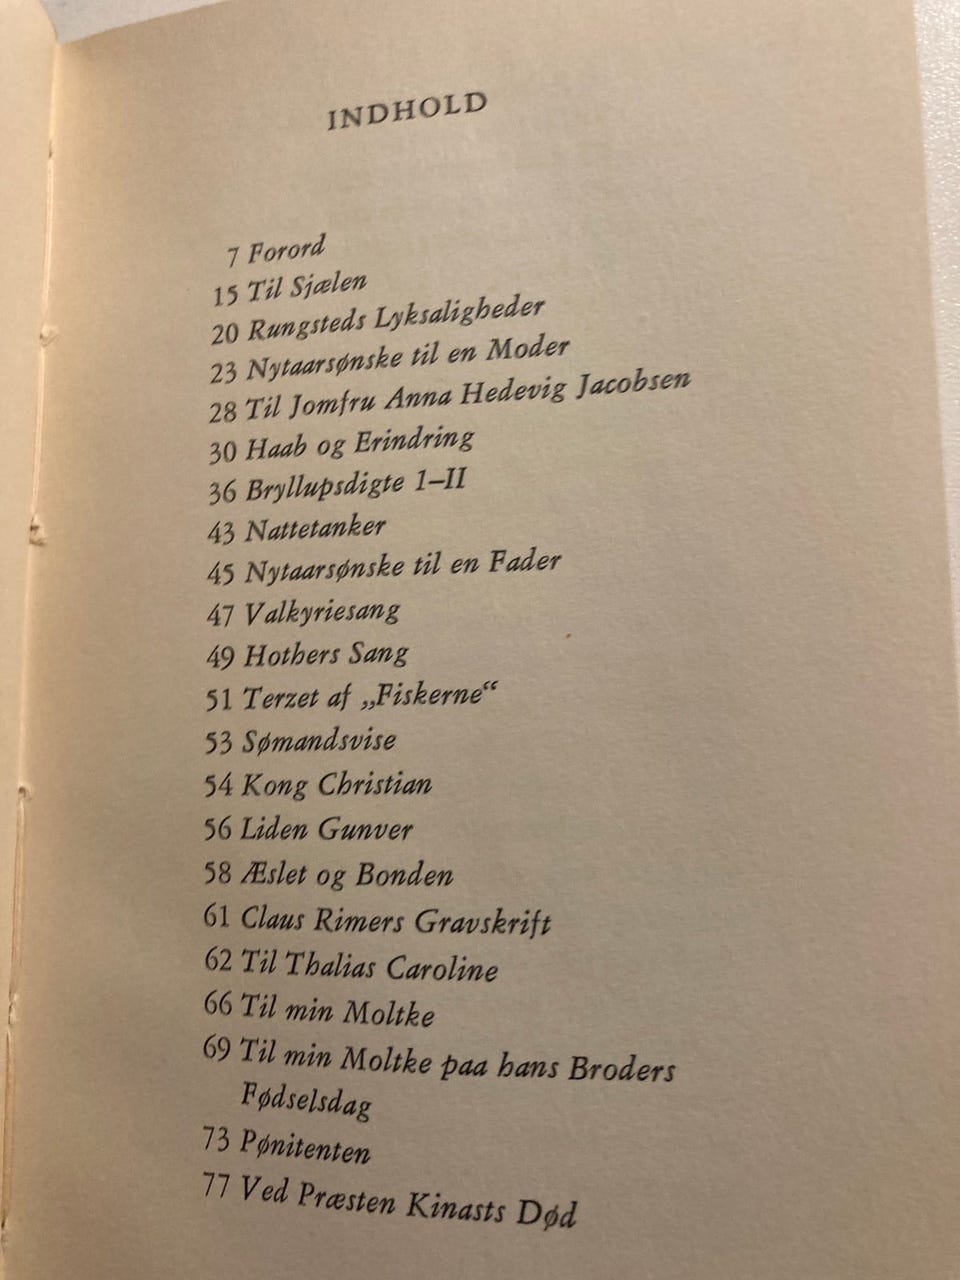 INDHOLD
7 Forord
15 Til Sjælen
20 Rungsteds Lyksaligheder
23 Nytaarsønske til en Moder
28 Til Jomfru Anna Hedevig Jacobsen
30 Haab og Erindring
36 Bryllupsdigte 1–II
43 Nattetanker
45 Nytaarsønske til en Fader
47 Valkyriesang
49 Hothers Sang
51 Terzet af „Fiskerne“
53 Sømandsvise
54 Kong Christian
56 Liden Gunver
58 Æslet og Bonden
61 Claus Rimers Gravskrift
62 Til Thalias Caroline
66 Til min Moltke
69 Til min Moltke paa hans Broders
Fødselsdag
73 Pønitenten
77 Ved Præsten Kinasts Død